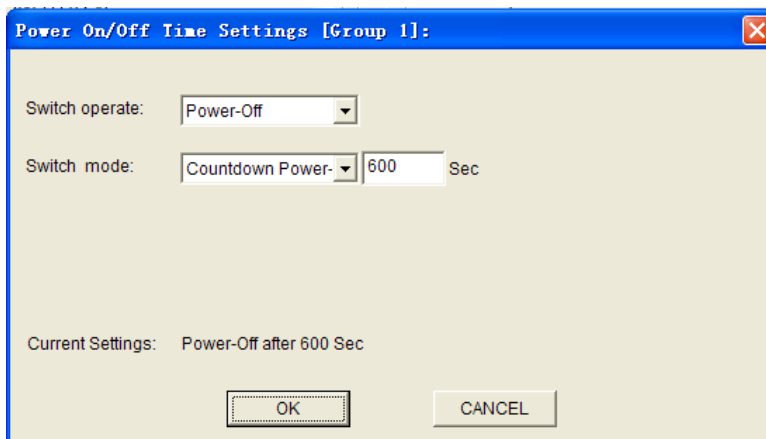 Power On/Off Time Settings [Group 1]:
Switch operate: Power-Off
Switch mode: Countdown Power- 600 Sec
Current Settings: Power-Off after 600 Sec
OK CANCEL